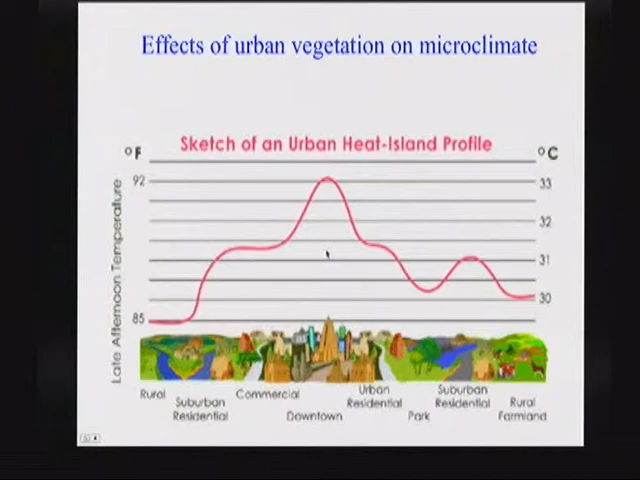 Effects of urban vegetation on microclimate
Sketch of an Urban Heat-Island Profile
°F
°C
Late Afternoon Temperature
92
85
33
32
31
30
Rural
Suburban
Residential
Commercial
Downtown
Urban
Residential
Park
Suburban
Residential
Rural
Farmland